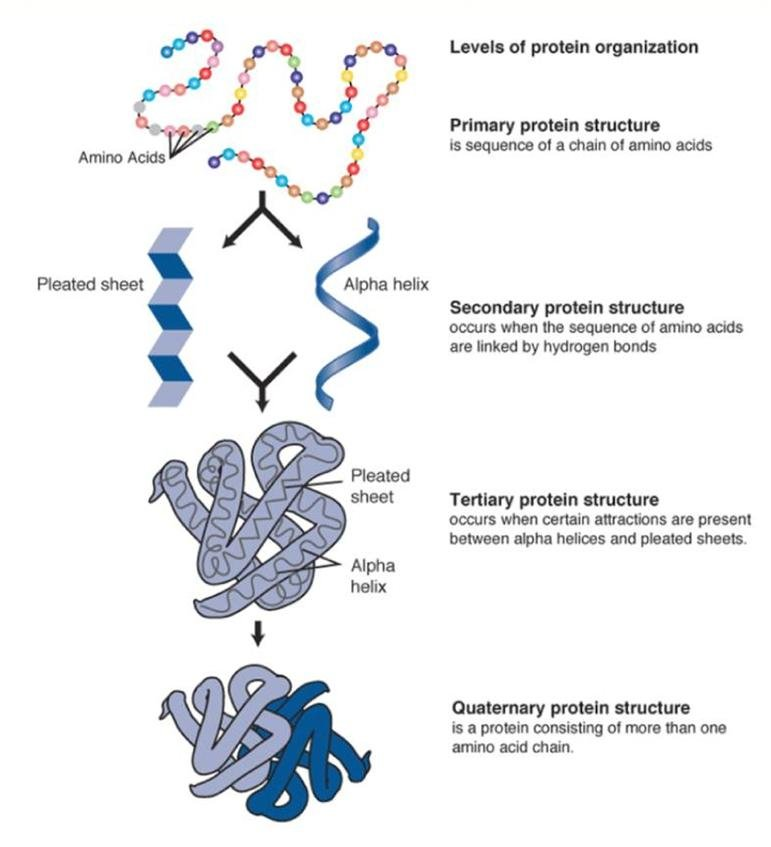 Levels of protein organization
Primary protein structure
is sequence of a chain of amino acids
Amino Acids
Pleated sheet
Alpha helix
Secondary protein structure
occurs when the sequence of amino acids
are linked by hydrogen bonds
Pleated
sheet
Alpha
helix
Tertiary protein structure
occurs when certain attractions are present
between alpha helices and pleated sheets.
Quaternary protein structure
is a protein consisting of more than one
amino acid chain.